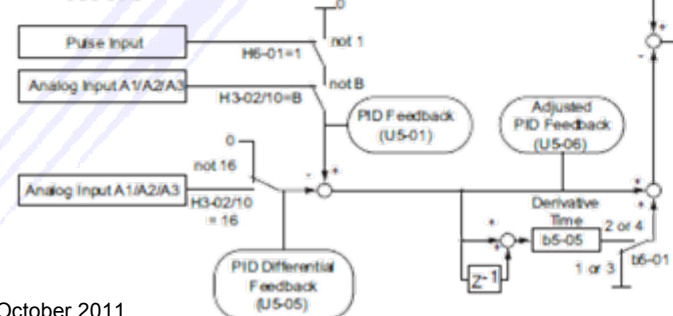 0
Pulse Input
H6-01=1
not 1
Analog Input A1/A2/A3
H3-02/10=B
not B
PID Feedback
(U5-01)
Adjusted
PID Feedback
(U5-06)
0
not 16
Analog Input A1/A2/A3
H3-02/10
= 16
-
+
+
+
-
+
Derivative
Time
b5-05
2 or 4
1 or 3
b5-01
+
+
Z-1
PID Differential
Feedback
(U5-05)
October 2011